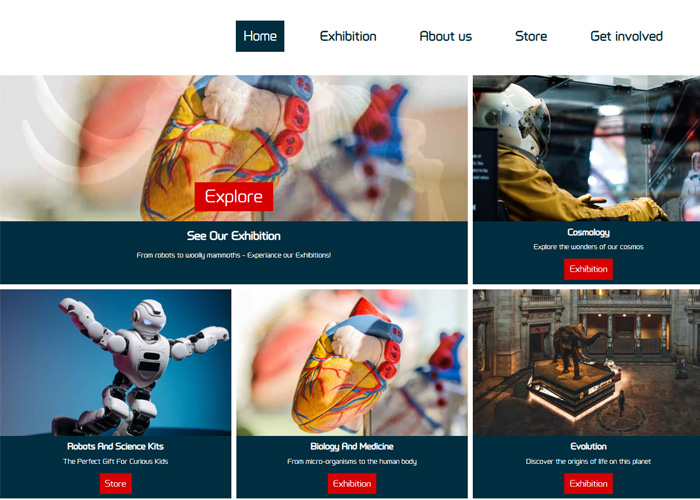 Home Exhibition About us Store Get involved
Explore
See Our Exhibition
From robots to woolly mammoths - Experiance our Exhibitions!
Cosmology
Explore the wonders of our cosmos
Exhibition
Robots And Science Kits
The Perfect Gift For Curious Kids
Store
Biology And Medicine
From micro-organisms to the human body
Exhibition
Evolution
Discover the origins of life on this planet
Exhibition